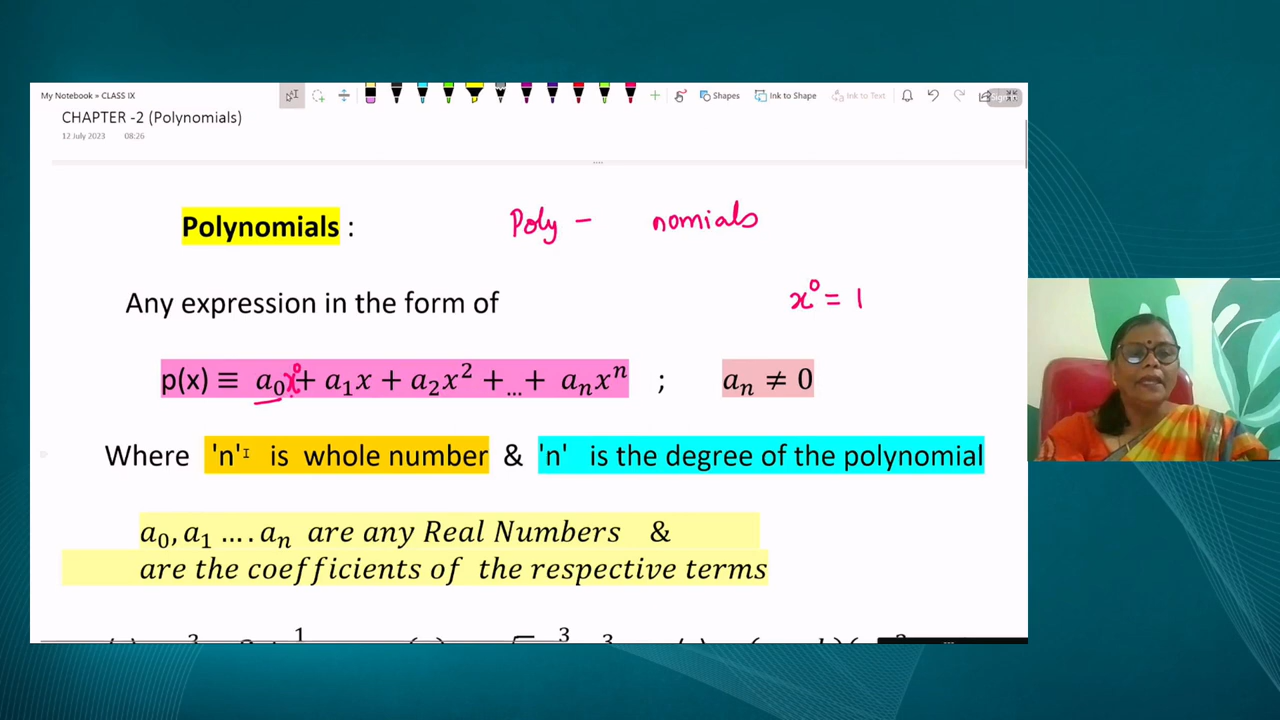 My Notebook » CLASS IX
Shapes
Ink to Shape
Ink to Text
CHAPTER -2 (Polynomials)
12 July 2023 08:26
Polynomials :
Poly - nomials
Any expression in the form of
x⁰ = 1
p(x) ≡ a₀x⁰+ a₁x + a₂x² + ... + aₙxⁿ ; aₙ ≠ 0
Where 'n' is whole number & 'n' is the degree of the polynomial
a₀, a₁ .... aₙ are any Real Numbers &
are the coefficients of the respective terms